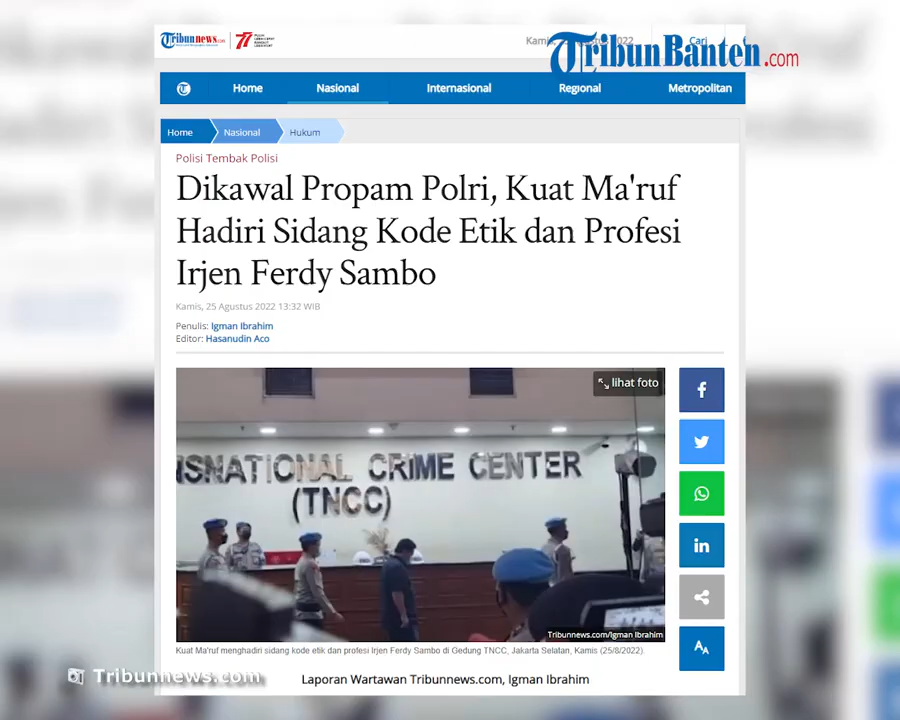 Tribunnews.com
Kamis,
2022
Cari
TribunBanten.com
Home
Nasional
Internasional
Regional
Metropolitan
Home
Nasional
Hukum
Polisi Tembak Polisi
Dikawal Propam Polri, Kuat Ma'ruf
Hadiri Sidang Kode Etik dan Profesi
Irjen Ferdy Sambo
Kamis, 25 Agustus 2022 13:32 WIB
Penulis: Igman Ibrahim
Editor: Hasanudin Aco
lihat foto
NSNATIONAL CRIME CENTER
(TNCC)
Tribunnews.com/Igman Ibrahim
Kuat Ma'ruf menghadiri sidang kode etik dan profesi Irjen Ferdy Sambo di Gedung TNCC, Jakarta Selatan, Kamis (25/8/2022).
Tribunnews.com
Laporan Wartawan Tribunnews.com, Igman Ibrahim